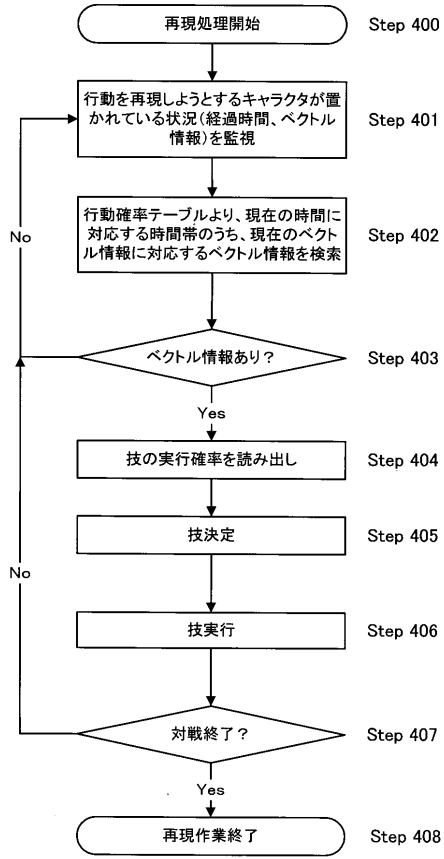 再現処理開始
Step 400
行動を再現しようとするキャラクタが置
かれている状況(経過時間、ベクトル
情報)を監視
Step 401
行動確率テーブルより、現在の時間に
対応する時間帯のうち、現在のベクト
ル情報に対応するベクトル情報を検索
Step 402
No
ベクトル情報あり?
Step 403
Yes
技の実行確率を読み出し
Step 404
技決定
Step 405
No
技実行
Step 406
対戦終了?
Step 407
Yes
再現作業終了
Step 408